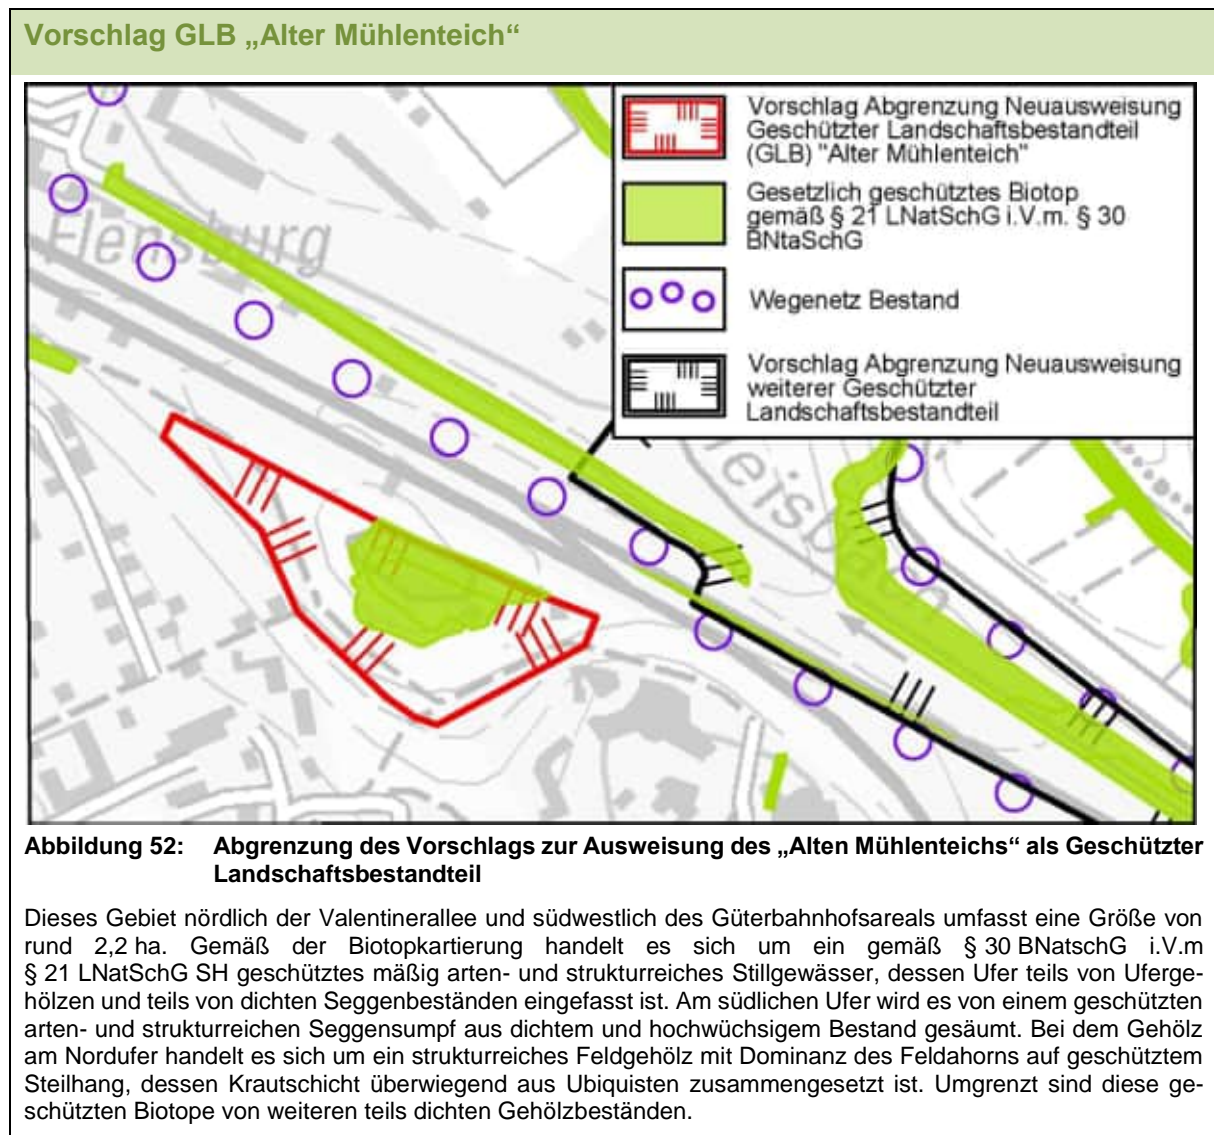 Vorschlag GLB „Alter Mühlenteich“
Vorschlag Abgrenzung Neuausweisung
Geschützter Landschaftsbestandteil
(GLB) "Alter Mühlenteich"
Gesetzlich geschütztes Biotop
gemäß § 21 LNatSchG i.V.m. § 30
BNtaSchG
Wegenetz Bestand
Vorschlag Abgrenzung Neuausweisung
weiterer Geschützter
Landschaftsbestandteil
Flensburg
Abbildung 52: Abgrenzung des Vorschlags zur Ausweisung des „Alten Mühlenteichs“ als Geschützter
Landschaftsbestandteil
Dieses Gebiet nördlich der Valentinerallee und südwestlich des Güterbahnhofsareals umfasst eine Größe von
rund 2,2 ha. Gemäß der Biotopkartierung handelt es sich um ein gemäß § 30 BNatschG i.V.m
§ 21 LNatSchG SH geschütztes mäßig arten- und strukturreiches Stillgewässer, dessen Ufer teils von Uferge-
hölzen und teils von dichten Seggenbeständen eingefasst ist. Am südlichen Ufer wird es von einem geschützten
arten- und strukturreichen Seggensumpf aus dichtem und hochwüchsigem Bestand gesäumt. Bei dem Gehölz
am Nordufer handelt es sich um ein strukturreiches Feldgehölz mit Dominanz des Feldahorns auf geschütztem
Steilhang, dessen Krautschicht überwiegend aus Ubiquisten zusammengesetzt ist. Umgrenzt sind diese ge-
schützten Biotope von weiteren teils dichten Gehölzbeständen.